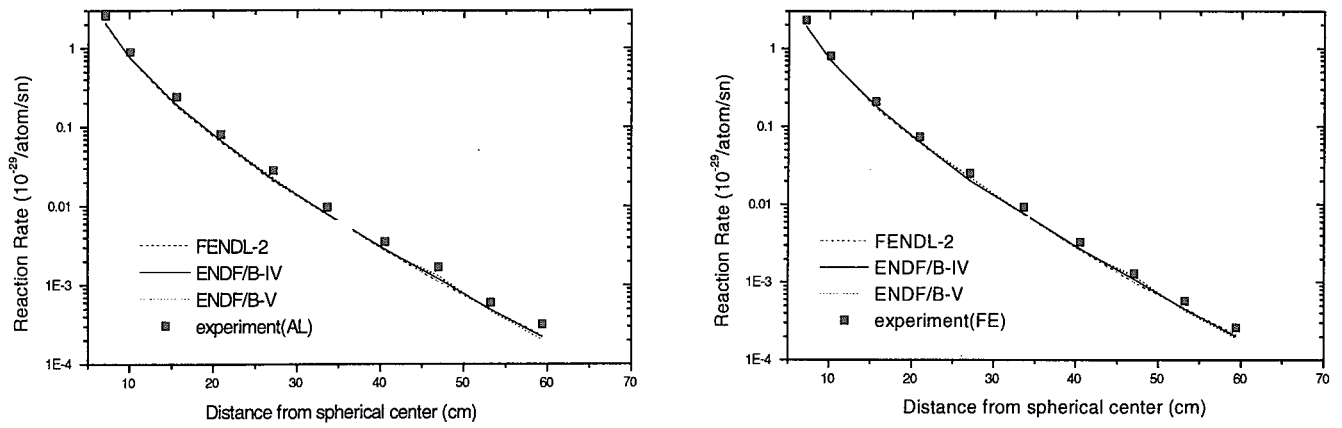 Reaction Rate (10⁻²⁹/atom/sn)
1
0.1
0.01
1E-3
1E-4
FENDL-2
ENDF/B-IV
ENDF/B-V
experiment(AL)
10 20 30 40 50 60 70
Distance from spherical center (cm)
Reaction Rate (10⁻²⁹/atom/sn)
1
0.1
0.01
1E-3
1E-4
FENDL-2
ENDF/B-IV
ENDF/B-V
experiment(FE)
10 20 30 40 50 60 70
Distance from spherical center (cm)